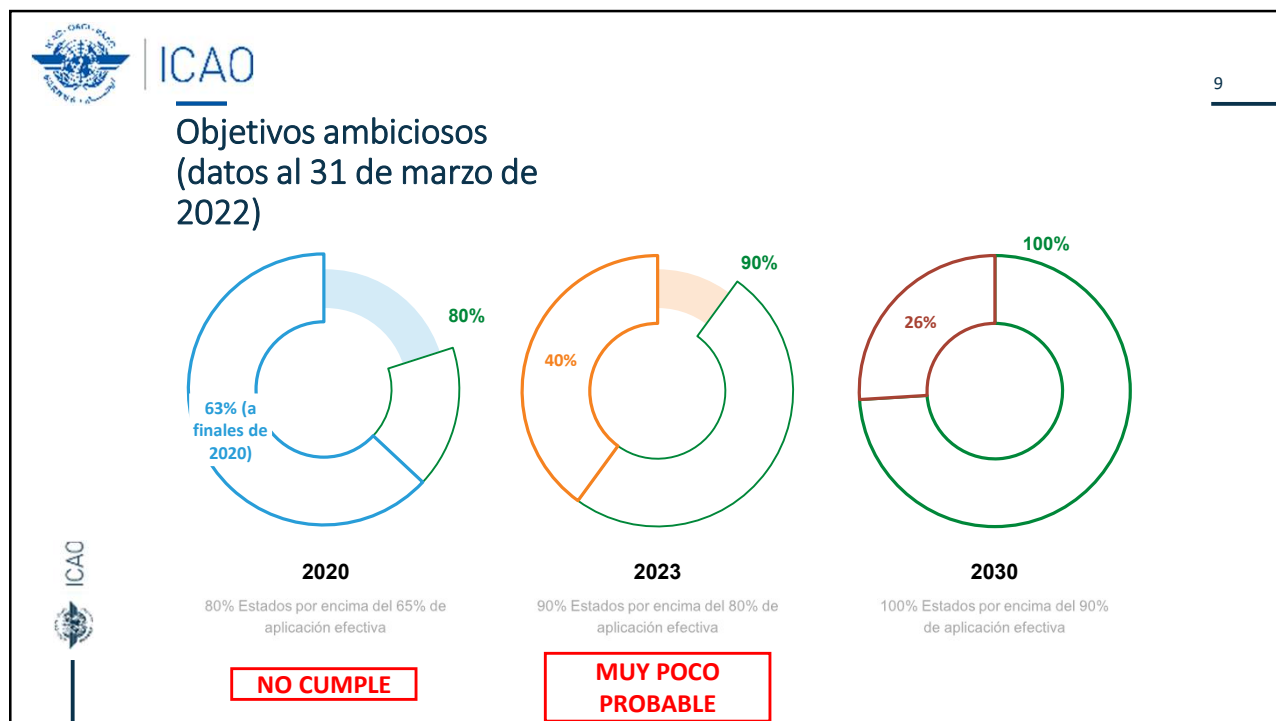 ICAO
9
Objetivos ambiciosos
(datos al 31 de marzo de
2022)
80%
63% (a
finales de
2020)
90%
40%
100%
26%
2020
2023
2030
80% Estados por encima del 65% de
aplicación efectiva
90% Estados por encima del 80% de
aplicación efectiva
100% Estados por encima del 90%
de aplicación efectiva
NO CUMPLE
MUY POCO
PROBABLE
ICAO